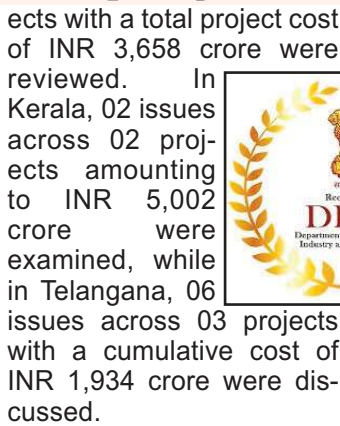 ects with a total project cost
of INR 3,658 crore were
reviewed. In
Kerala, 02 issues
across 02 proj-
ects amounting
to INR 5,002
crore were
examined, while
in Telangana, 06
issues across 03 projects
with a cumulative cost of
INR 1,934 crore were dis-
cussed.
Department
Industry a